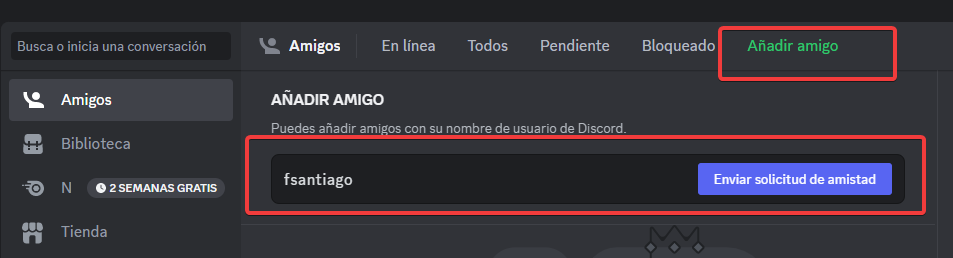 Busca o inicia una conversación
Amigos
Biblioteca
N 2 SEMANAS GRATIS
Tienda
Amigos En línea Todos Pendiente Bloqueado Añadir amigo
AÑADIR AMIGO
Puedes añadir amigos con su nombre de usuario de Discord.
fsantiago Enviar solicitud de amistad